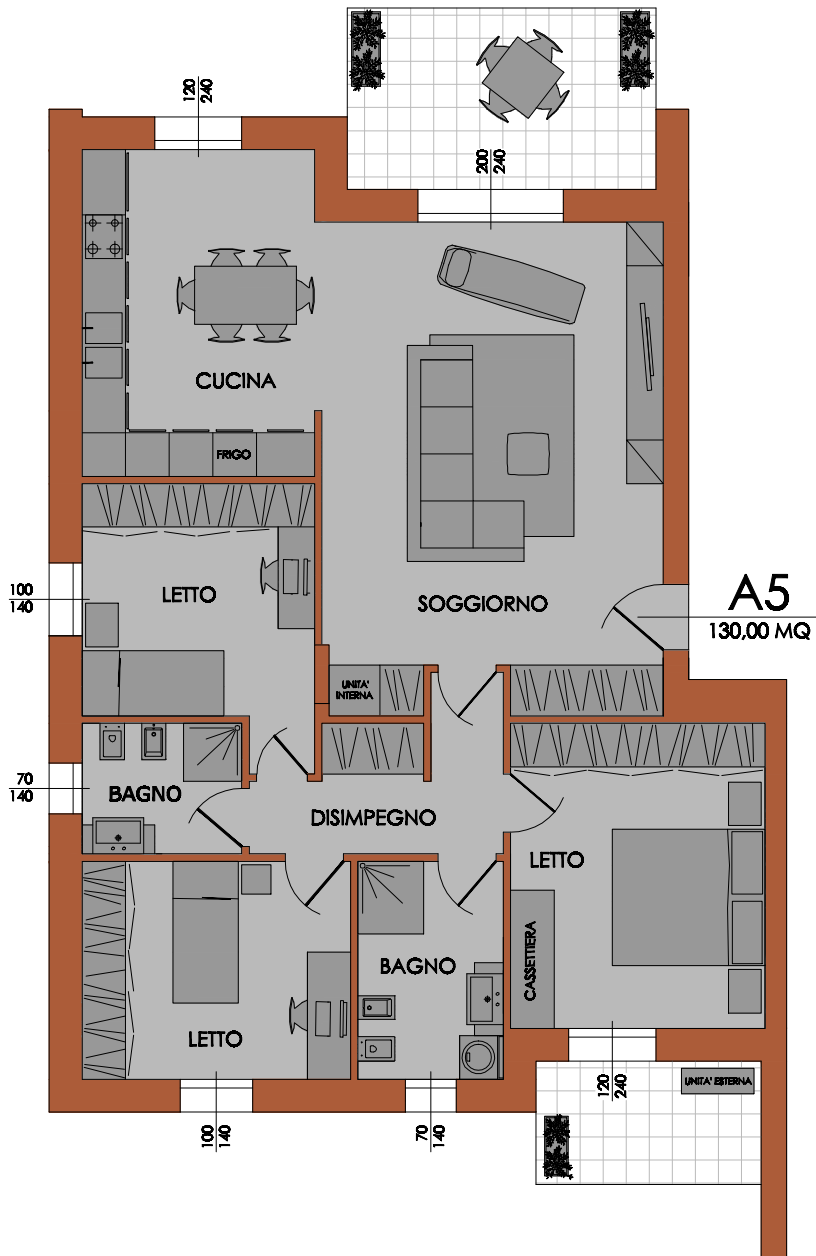 120
240
200
240
CUCINA
FRIGO
100
140
LETTO
SOGGIORNO
A5
130,00 MQ
UNITA'
INTERNA
70
140
BAGNO
DISIMPEGNO
LETTO
CASSETTIERA
BAGNO
LETTO
120
240
UNITA' ESTERNA
100
140
70
140